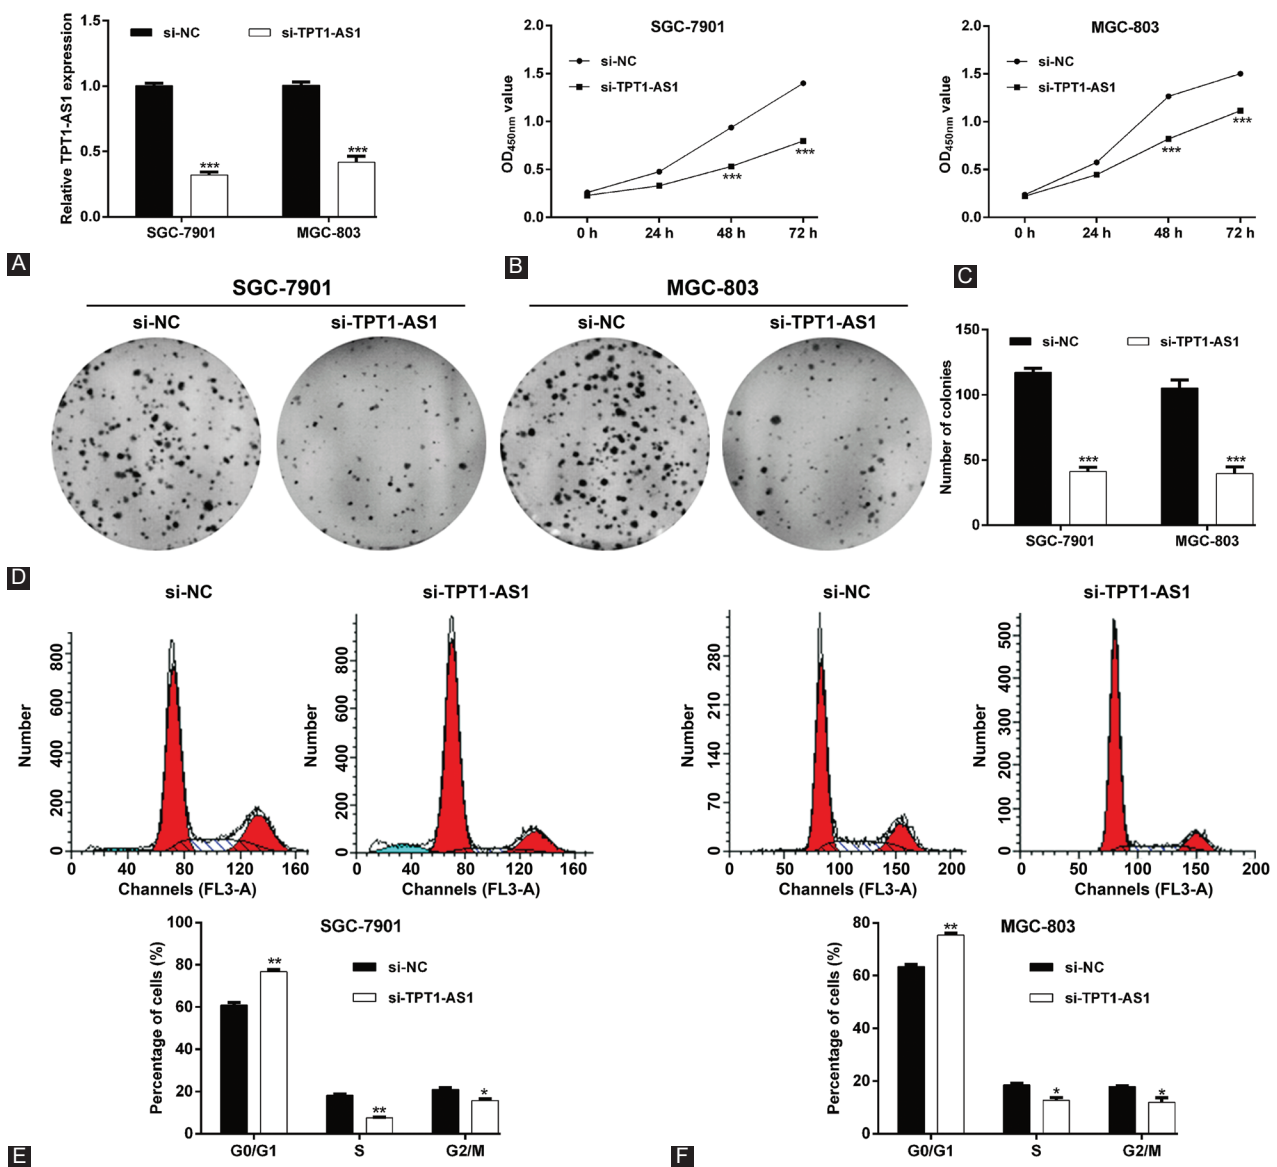 Relative TPT1-AS1 expression
1.5
1.0
0.5
0.0
si-NC
si-TPT1-AS1
***
***
SGC-7901
MGC-803
A
SGC-7901
OD450nm value
2.0
1.5
1.0
0.5
0.0
si-NC
si-TPT1-AS1
***
***
0 h
24 h
48 h
72 h
B
MGC-803
OD450nm value
2.0
1.5
1.0
0.5
0.0
si-NC
si-TPT1-AS1
***
***
0 h
24 h
48 h
72 h
C
SGC-7901
si-NC
si-TPT1-AS1
MGC-803
si-NC
si-TPT1-AS1
Number of colonies
150
100
50
0
si-NC
si-TPT1-AS1
***
***
SGC-7901
MGC-803
D
si-NC
Number
800
600
400
200
0
0
40
80
120
160
Channels (FL3-A)
si-TPT1-AS1
Number
800
600
400
200
0
0
40
80
120
160
Channels (FL3-A)
si-NC
Number
280
210
140
70
0
0
50
100
150
200
Channels (FL3-A)
si-TPT1-AS1
Number
500
400
300
200
100
0
0
50
100
150
200
Channels (FL3-A)
SGC-7901
Percentage of cells (%)
100
80
60
40
20
0
si-NC
si-TPT1-AS1
**
**
*
G0/G1
S
G2/M
E
MGC-803
Percentage of cells (%)
80
60
40
20
0
si-NC
si-TPT1-AS1
**
*
*
G0/G1
S
G2/M
F